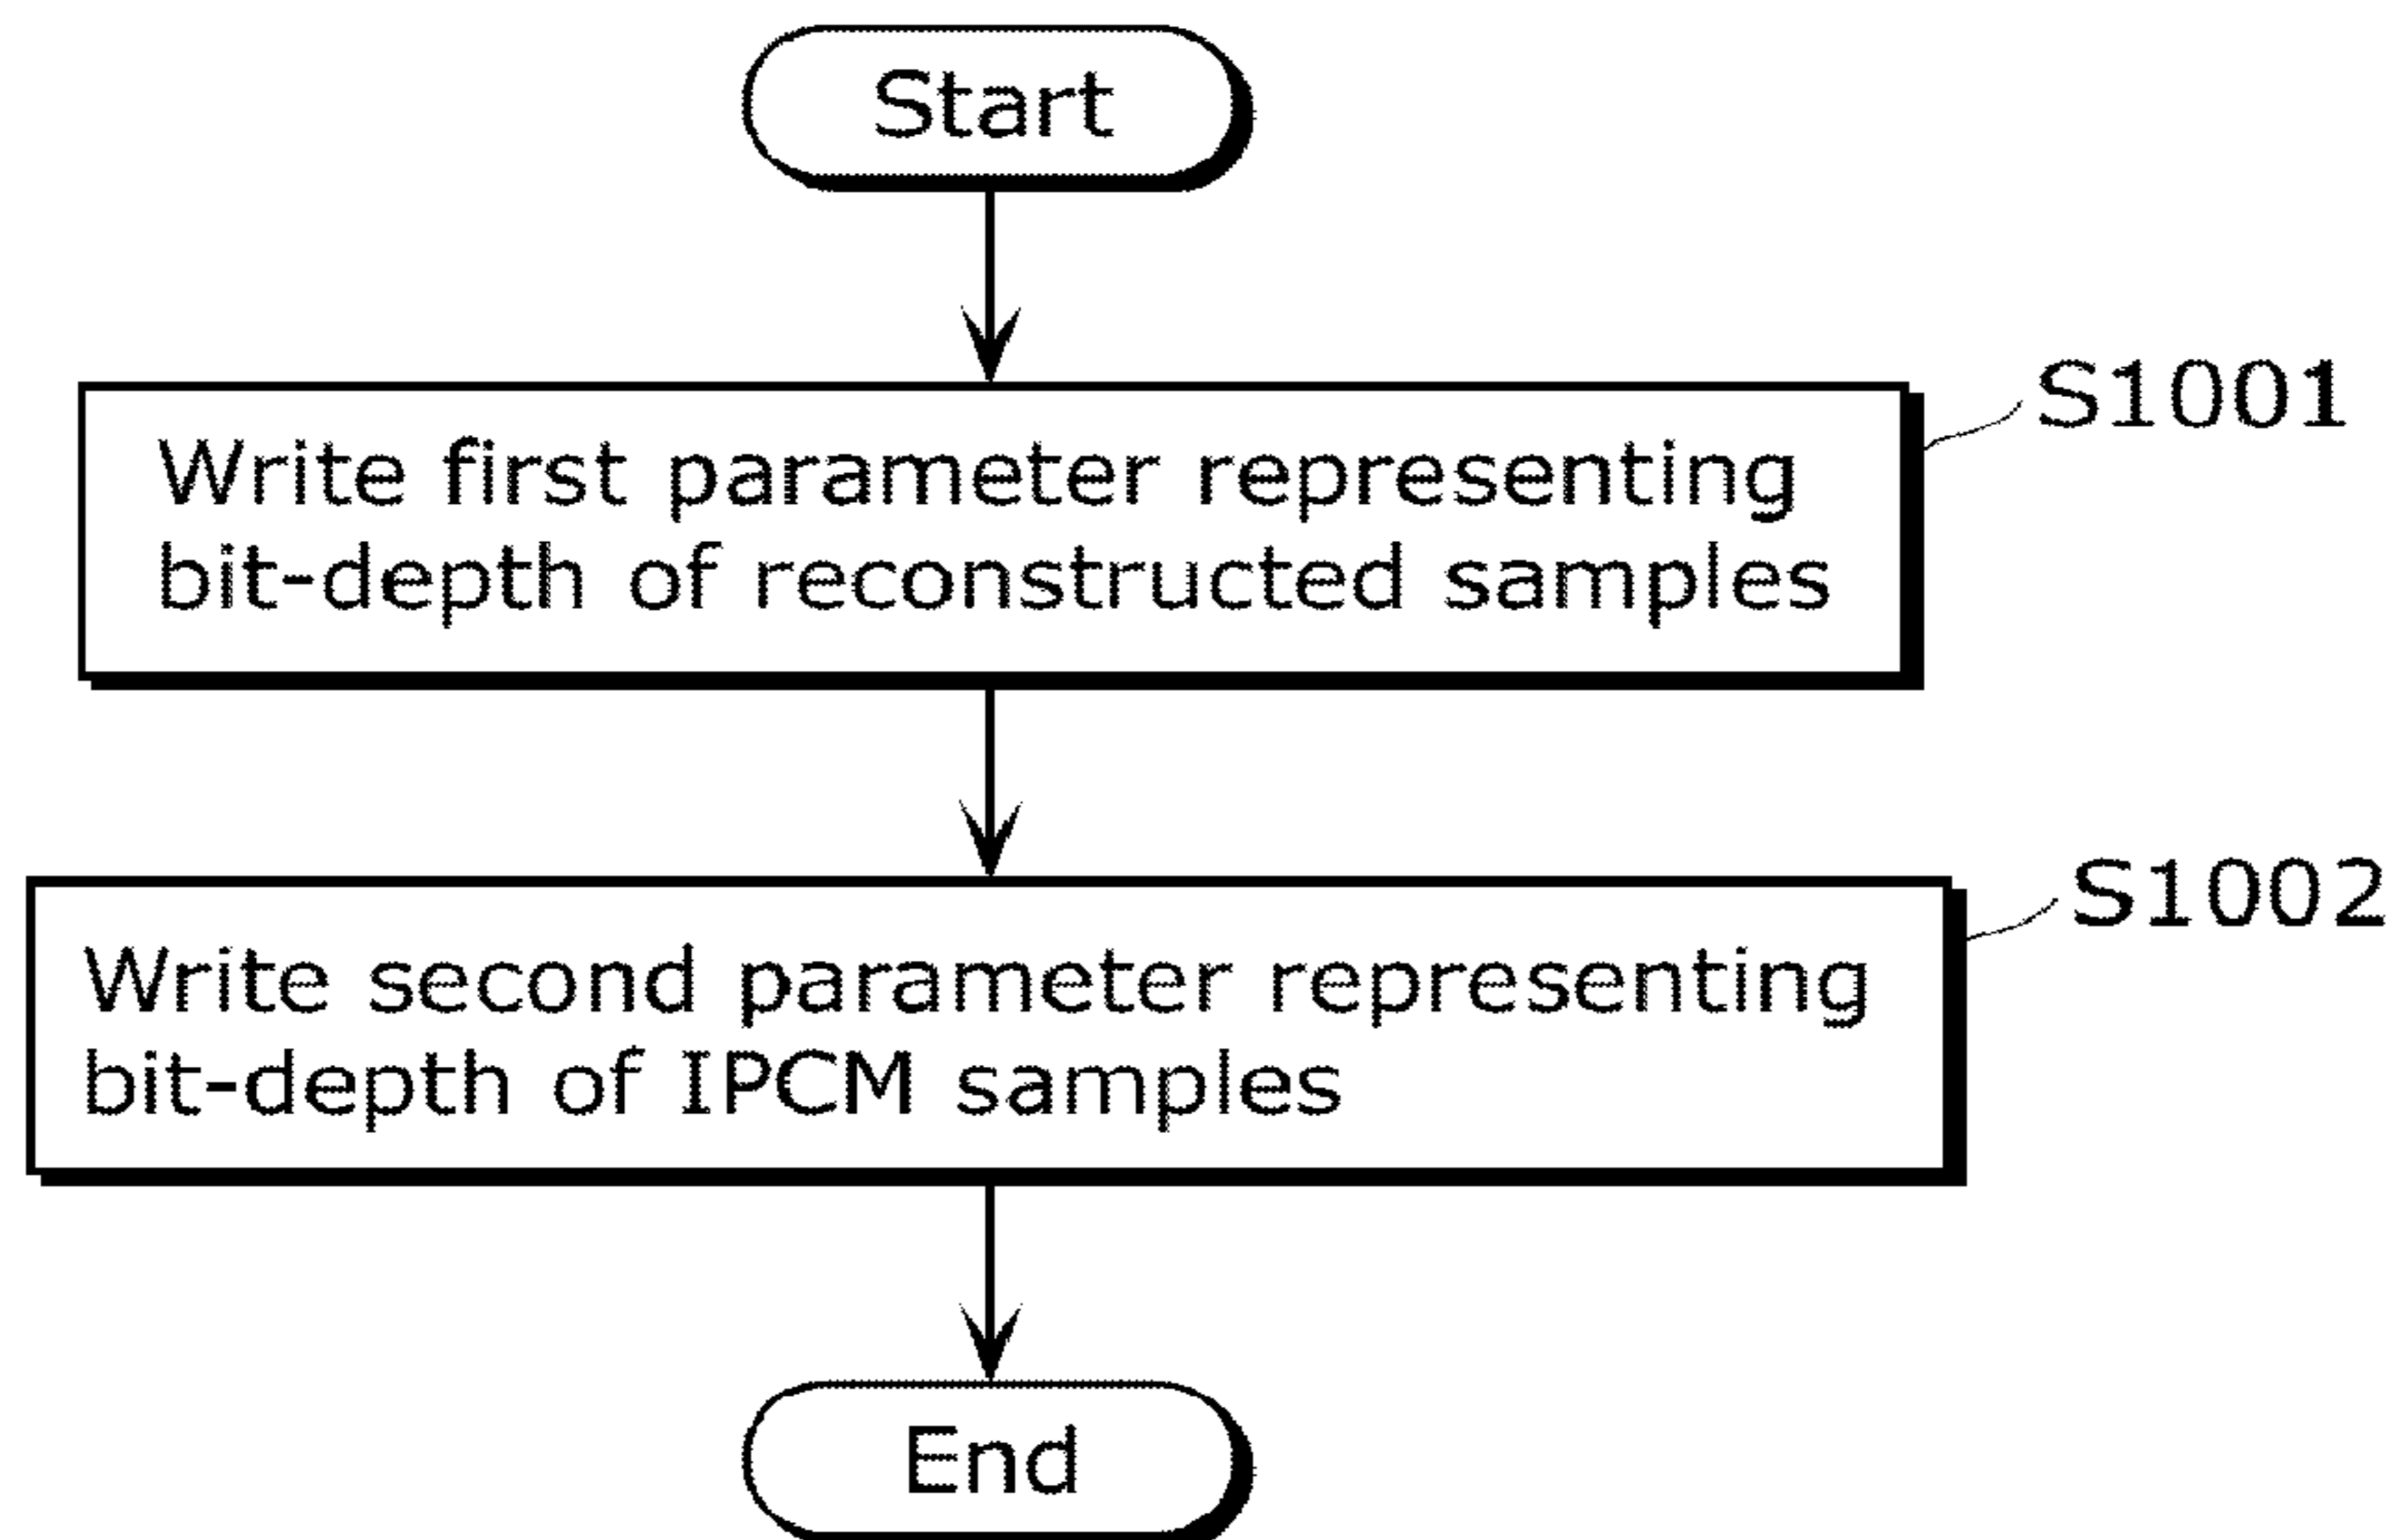 Start
S1001
Write first parameter representing
bit-depth of reconstructed samples
S1002
Write second parameter representing
bit-depth of IPCM samples
End